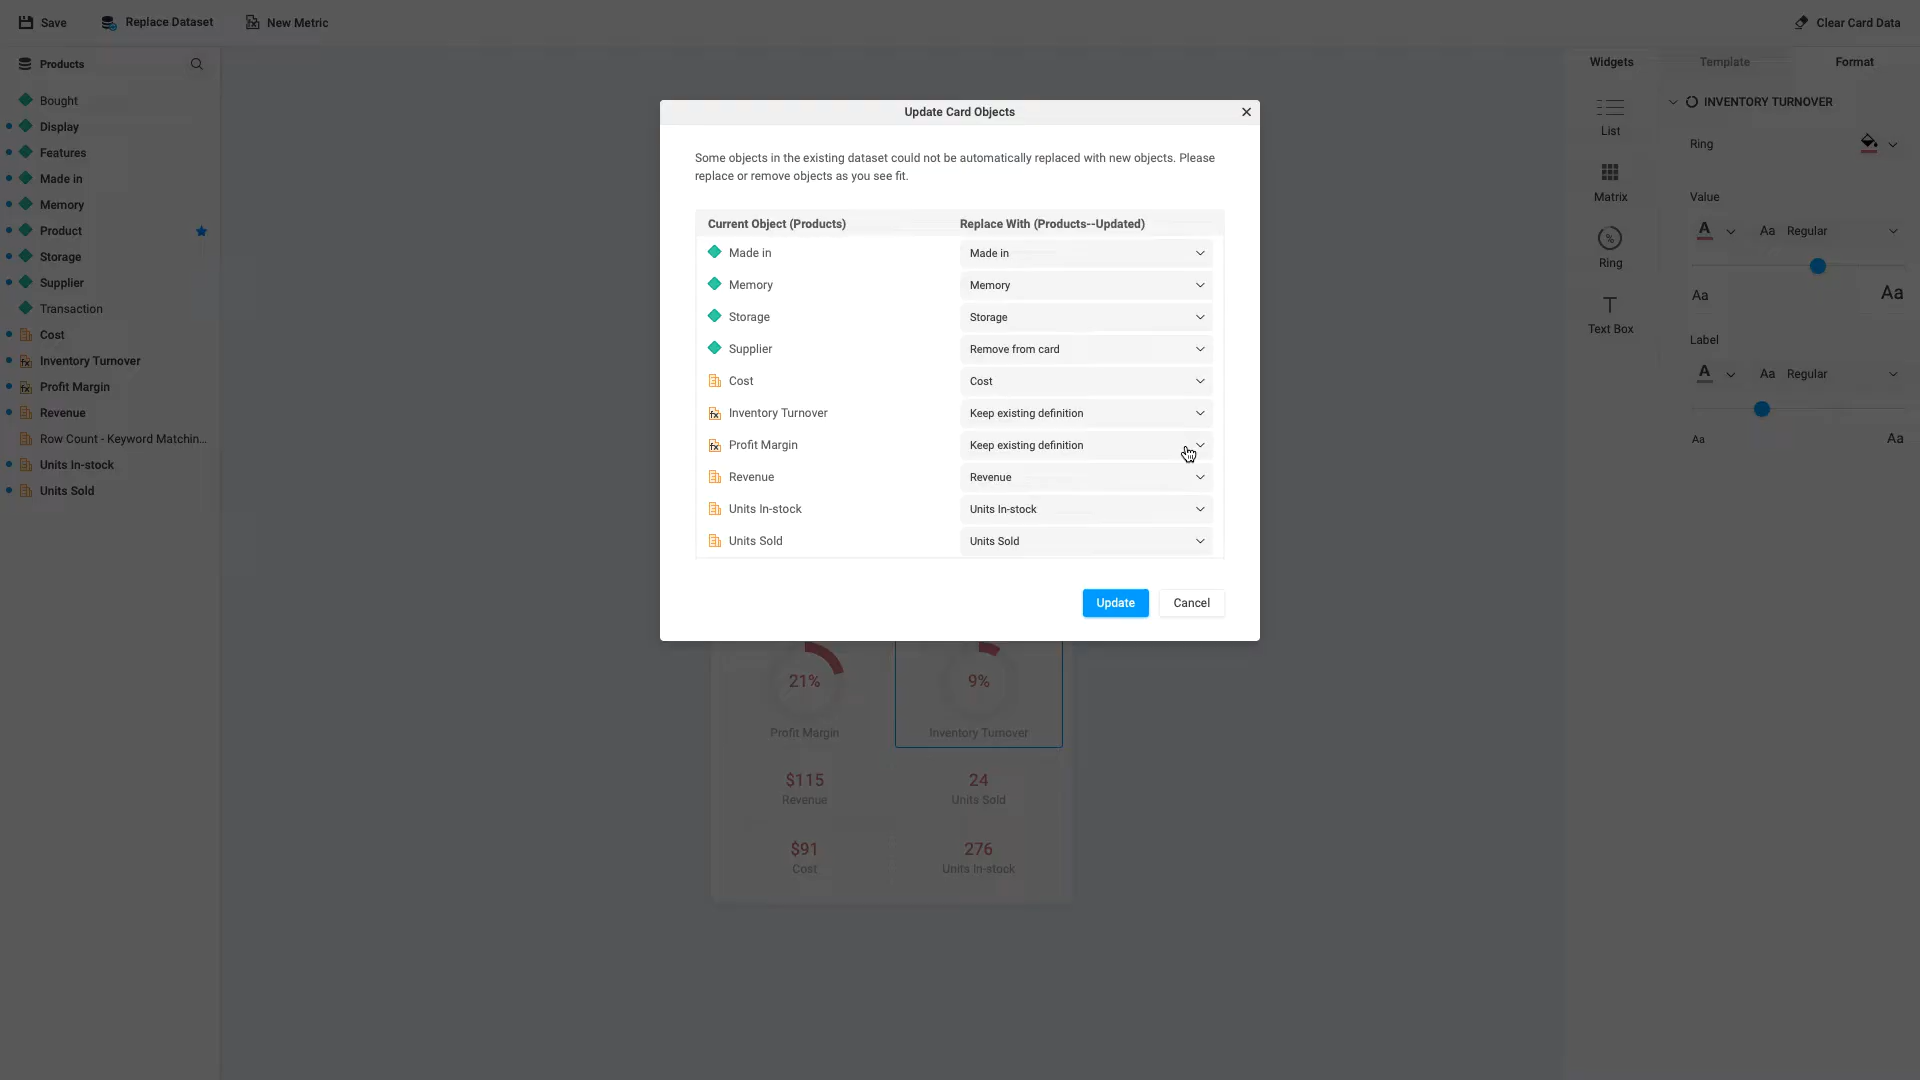 Save
Replace Dataset
New Metric
Clear Card Data
Products
Bought
Display
Features
Made in
Memory
Product
Storage
Supplier
Transaction
Cost
Inventory Turnover
Profit Margin
Revenue
Row Count - Keyword Matchin...
Units In-stock
Units Sold
Update Card Objects
Some objects in the existing dataset could not be automatically replaced with new objects. Please
replace or remove objects as you see fit.
Current Object (Products) Replace With (Products--Updated)
Made in Made in
Memory Memory
Storage Storage
Supplier Remove from card
Cost Cost
Inventory Turnover Keep existing definition
Profit Margin Keep existing definition
Revenue Revenue
Units In-stock Units In-stock
Units Sold Units Sold
Update Cancel
21% 9%
Profit Margin Inventory Turnover
$115 24
Revenue Units Sold
$91 276
Cost Units In-stock
Widgets Template Format
List
Matrix
%
Ring
T
Text Box
INVENTORY TURNOVER
Ring
Value
A Aa Regular
Aa Aa
Label
A Aa Regular
Aa Aa